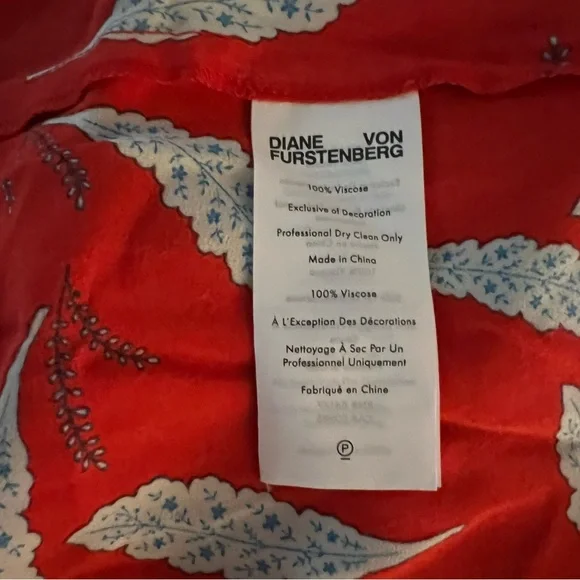 DIANE VON
FURSTENBERG
100% Viscose
Exclusive of Decoration
Professional Dry Clean Only
Made in China
100% Viscose
À L'Exception Des Décorations
Nettoyage À Sec Par Un
Professionnel Uniquement
Fabriqué en Chine
P